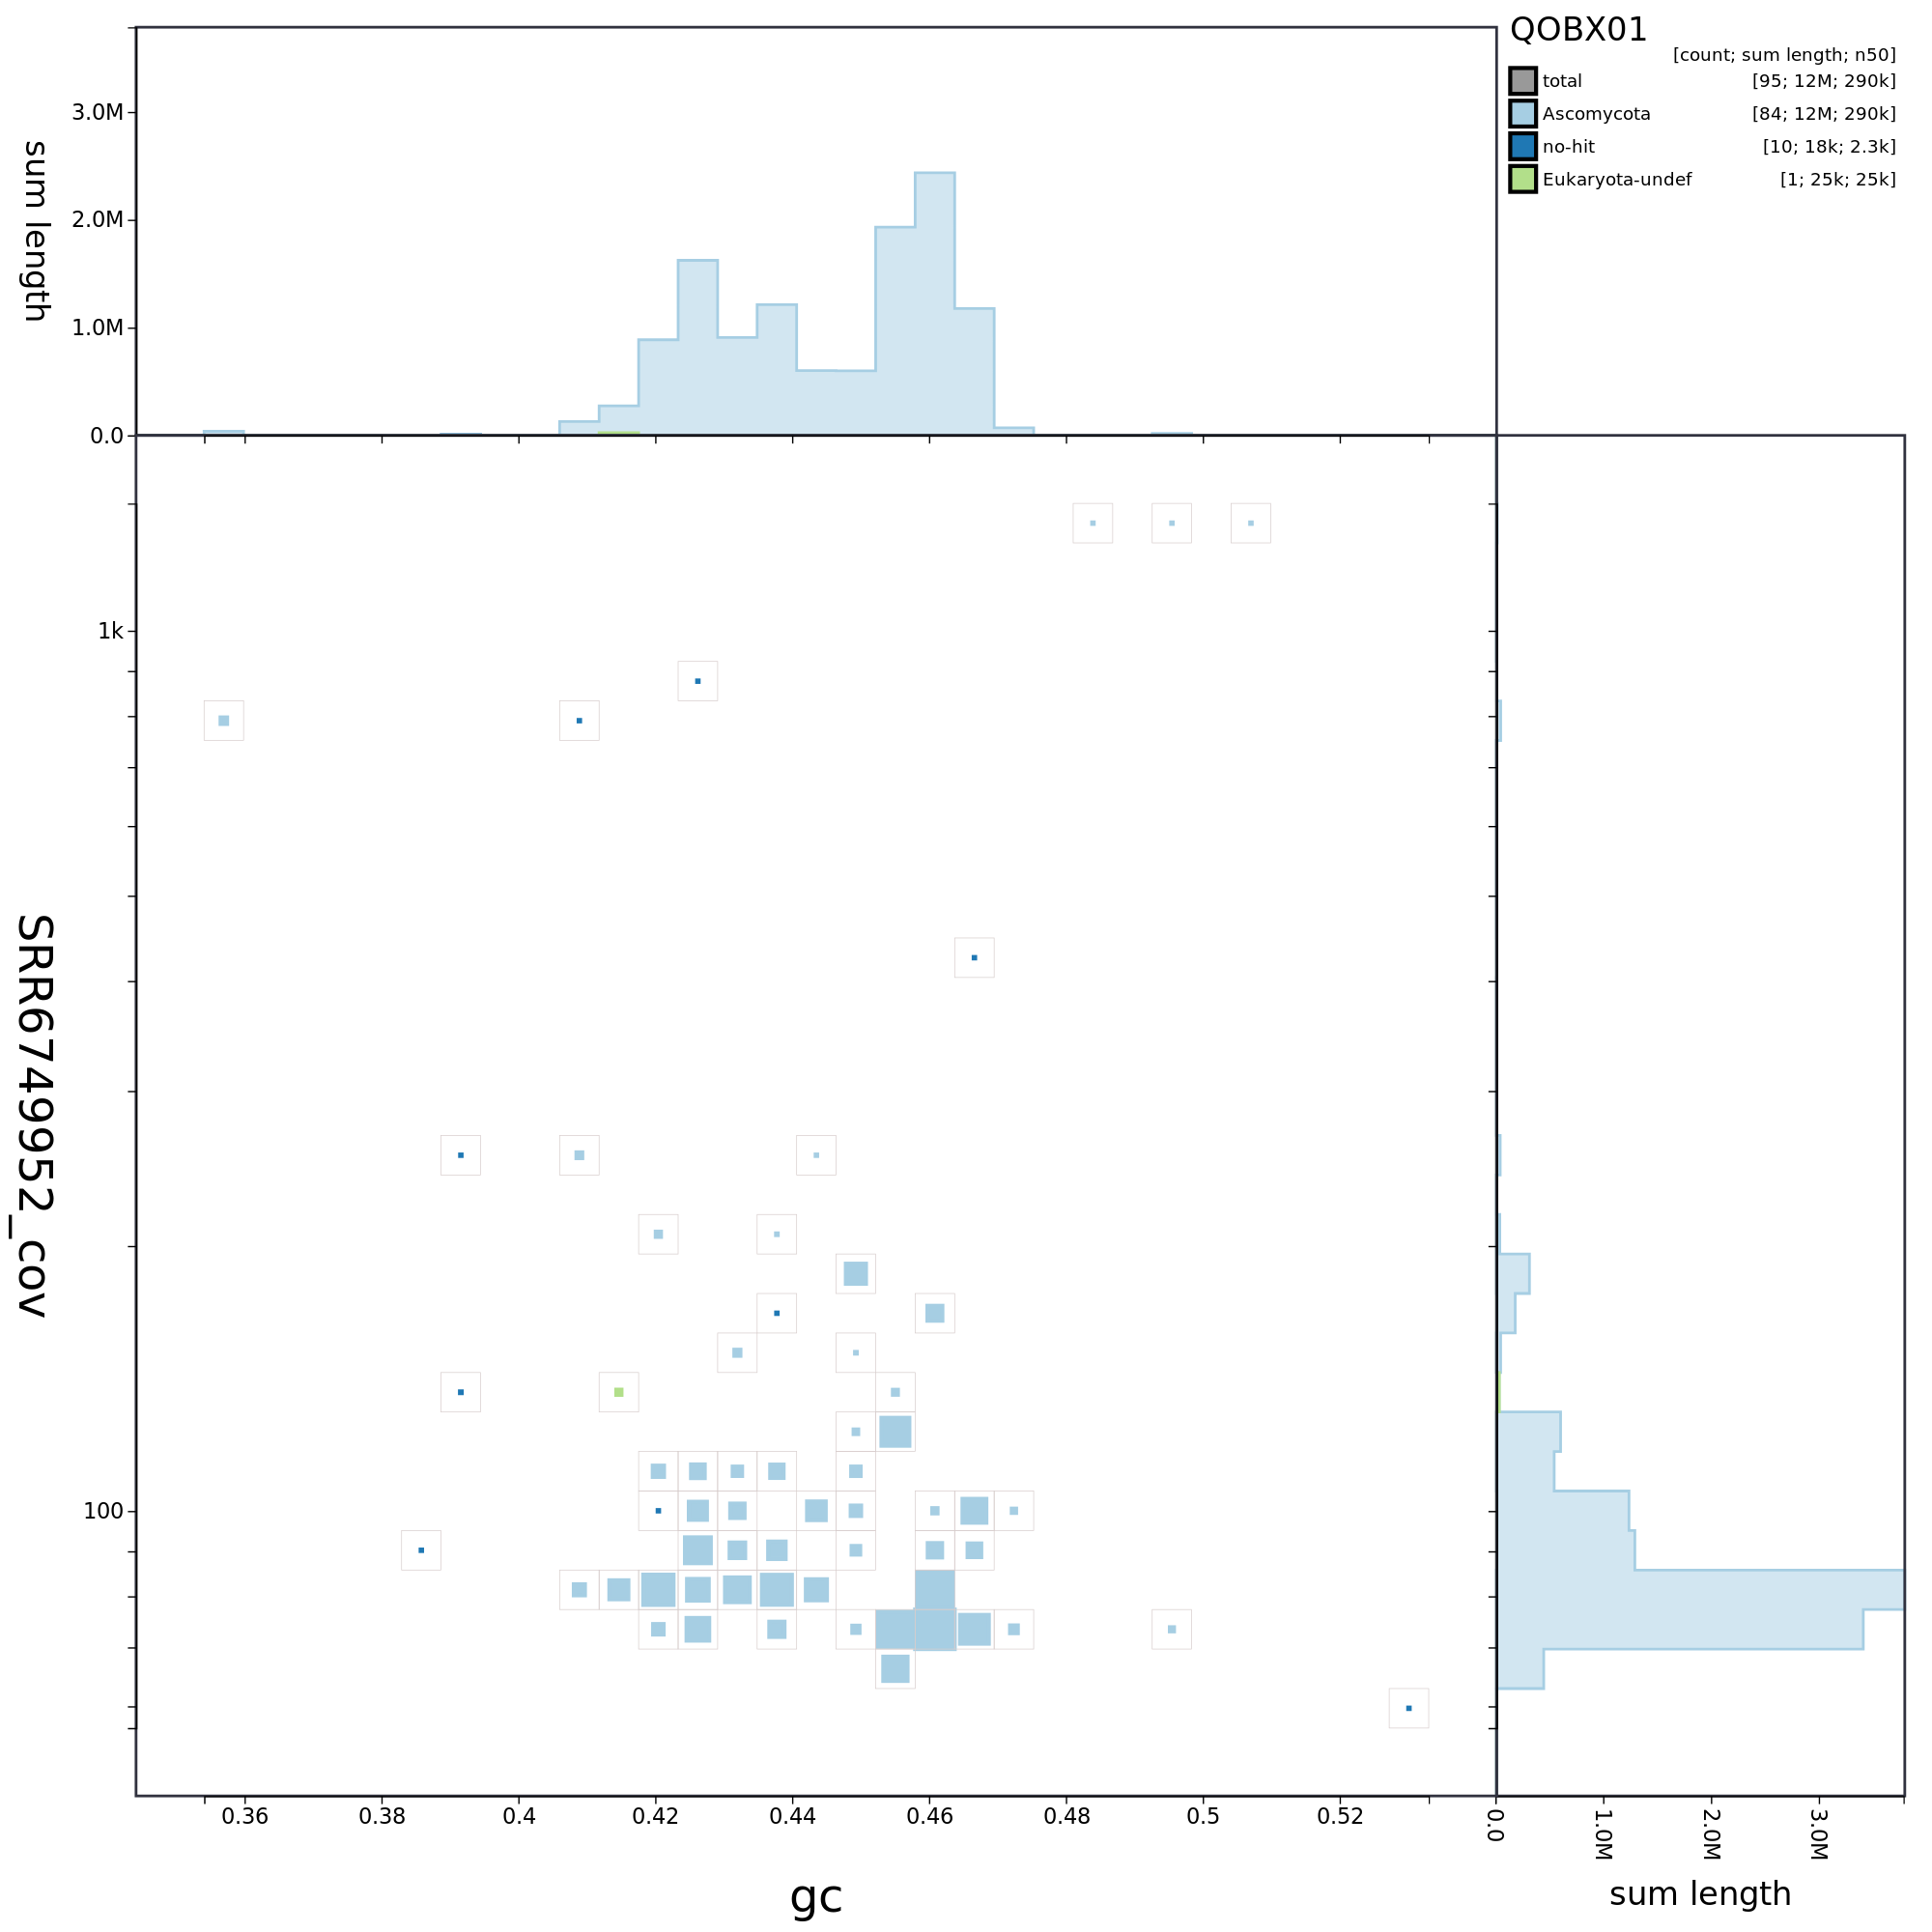 QOBX01
[count; sum length; n50]
total [95; 12M; 290k]
Ascomycota [84; 12M; 290k]
no-hit [10; 18k; 2.3k]
Eukaryota-undef [1; 25k; 25k]
sum length
3.0M
2.0M
1.0M
0.0
SRR6749952_cov
1k
100
0.36 0.38 0.4 0.42 0.44 0.46 0.48 0.5 0.52
gc
0.0 1.0M 2.0M 3.0M
sum length